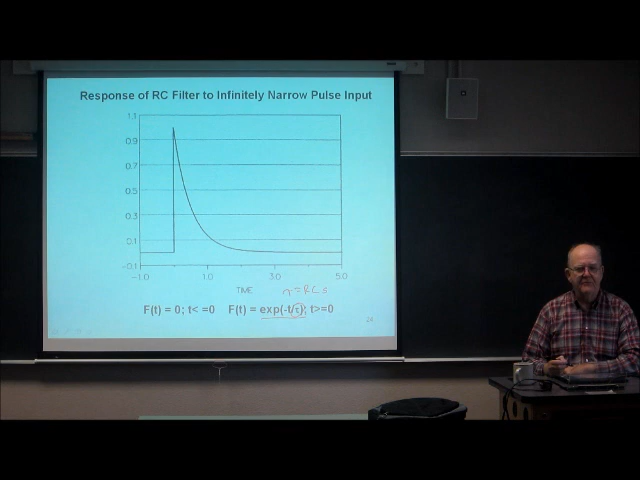 Response of RC Filter to Infinitely Narrow Pulse Input
1.1
0.9
0.7
0.5
0.3
0.1
-0.1
-1.0 1.0 3.0 5.0
TIME
τ=RC s
F(t) = 0; t< =0 F(t) = exp(-t/τ); t>=0
24